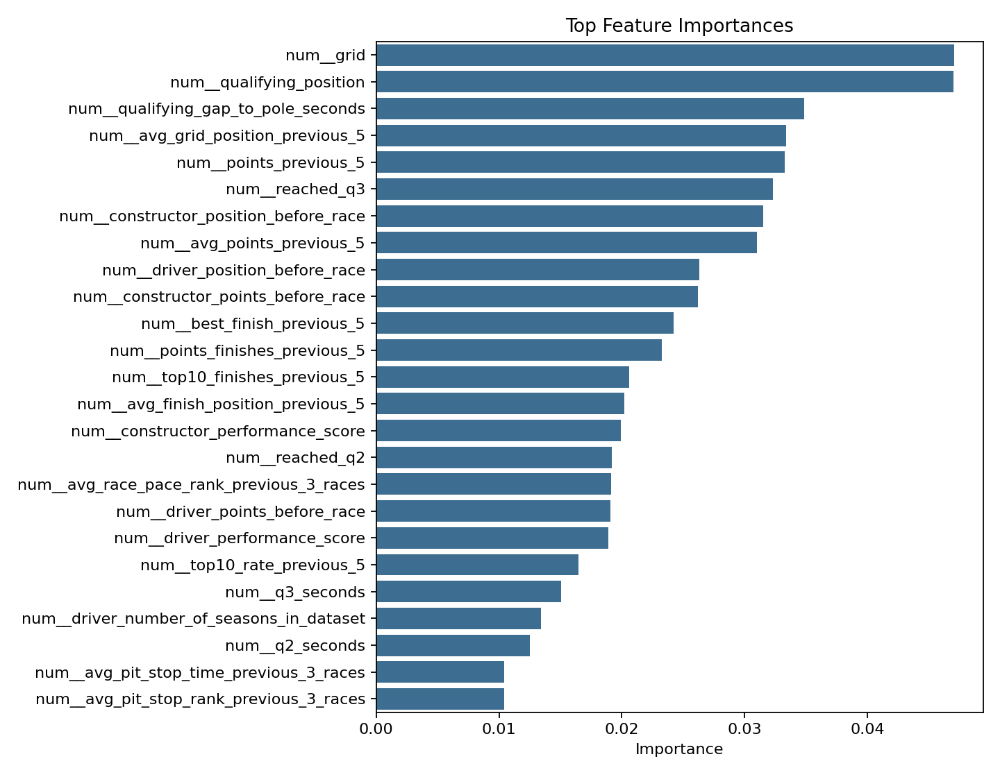 Top Feature Importances
num__grid
num__qualifying_position
num__qualifying_gap_to_pole_seconds
num__avg_grid_position_previous_5
num__points_previous_5
num__reached_q3
num__constructor_position_before_race
num__avg_points_previous_5
num__driver_position_before_race
num__constructor_points_before_race
num__best_finish_previous_5
num__points_finishes_previous_5
num__top10_finishes_previous_5
num__avg_finish_position_previous_5
num__constructor_performance_score
num__reached_q2
num__avg_race_pace_rank_previous_3_races
num__driver_points_before_race
num__driver_performance_score
num__top10_rate_previous_5
num__q3_seconds
num__driver_number_of_seasons_in_dataset
num__q2_seconds
num__avg_pit_stop_time_previous_3_races
num__avg_pit_stop_rank_previous_3_races
0.00 0.01 0.02 0.03 0.04
Importance